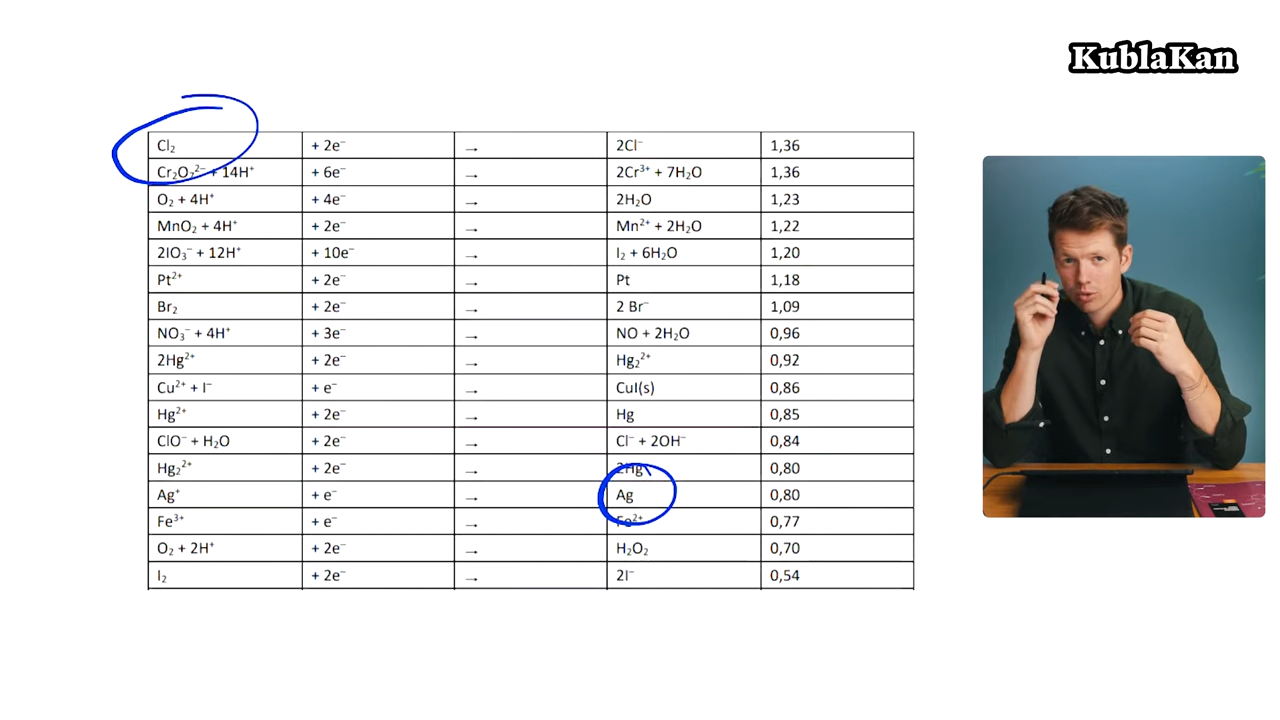 KublaKan
Cl₂ + 2e⁻ → 2Cl⁻ 1,36
Cr₂O₇²⁻ + 14H⁺ + 6e⁻ → 2Cr³⁺ + 7H₂O 1,36
O₂ + 4H⁺ + 4e⁻ → 2H₂O 1,23
MnO₂ + 4H⁺ + 2e⁻ → Mn²⁺ + 2H₂O 1,22
2IO₃⁻ + 12H⁺ + 10e⁻ → I₂ + 6H₂O 1,20
Pt²⁺ + 2e⁻ → Pt 1,18
Br₂ + 2e⁻ → 2 Br⁻ 1,09
NO₃⁻ + 4H⁺ + 3e⁻ → NO + 2H₂O 0,96
2Hg²⁺ + 2e⁻ → Hg₂²⁺ 0,92
Cu²⁺ + I⁻ + e⁻ → CuI(s) 0,86
Hg²⁺ + 2e⁻ → Hg 0,85
ClO⁻ + H₂O + 2e⁻ → Cl⁻ + 2OH⁻ 0,84
Hg₂²⁺ + 2e⁻ → 2Hg 0,80
Ag⁺ + e⁻ → Ag 0,80
Fe³⁺ + e⁻ → Fe²⁺ 0,77
O₂ + 2H⁺ + 2e⁻ → H₂O₂ 0,70
I₂ + 2e⁻ → 2I⁻ 0,54